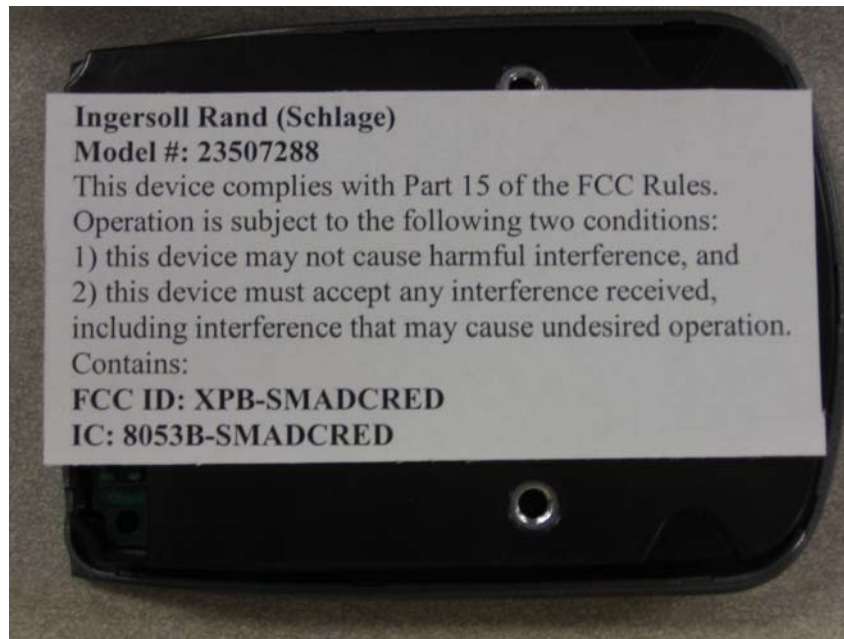 Ingersoll Rand (Schlage)
Model #: 23507288
This device complies with Part 15 of the FCC Rules.
Operation is subject to the following two conditions:
1) this device may not cause harmful interference, and
2) this device must accept any interference received,
including interference that may cause undesired operation.
Contains:
FCC ID: XPB-SMADCRED
IC: 8053B-SMADCRED